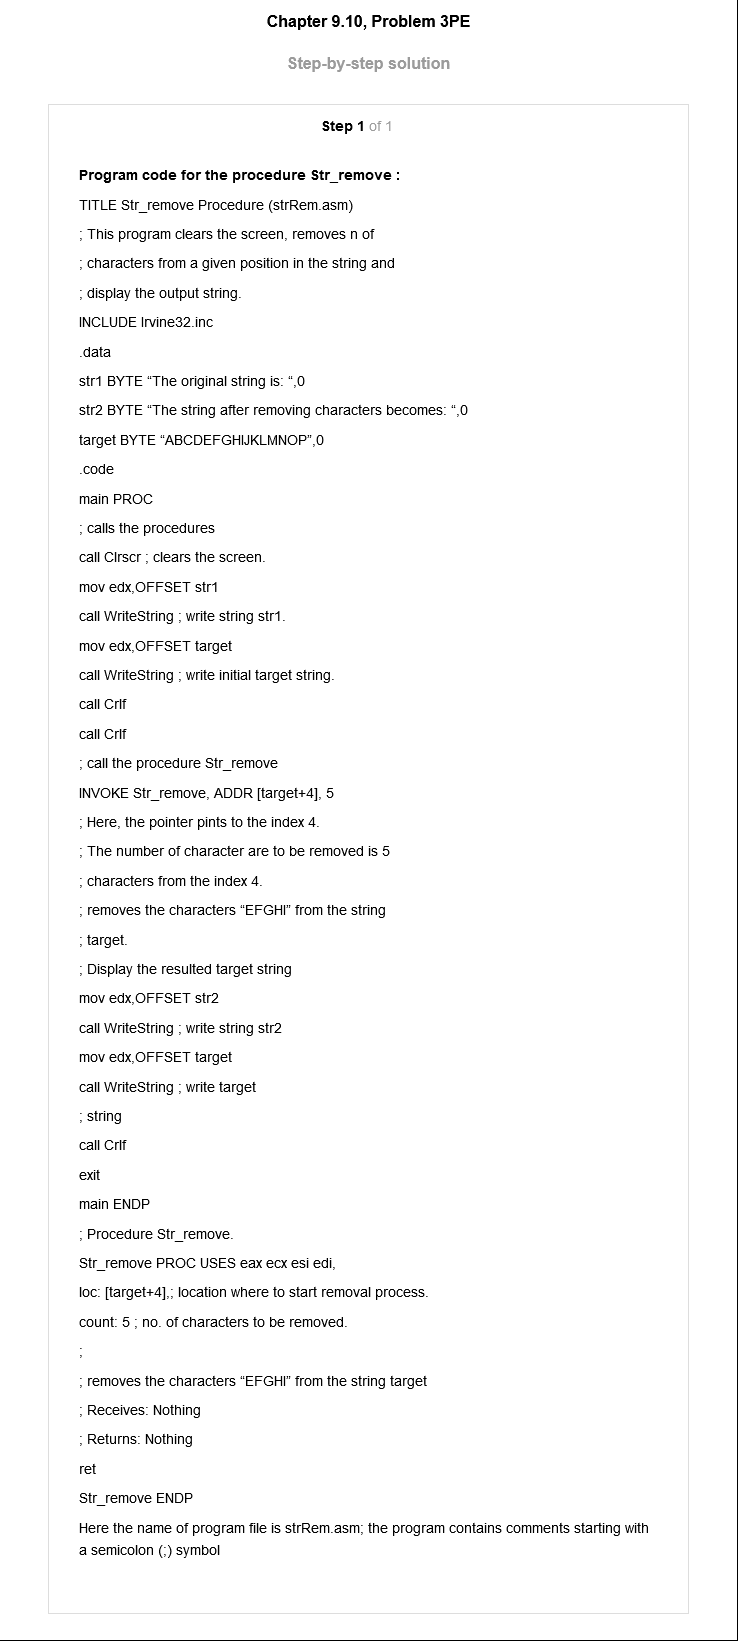 Chapter 9.10, Problem 3PE
Step-by-step solution
Step 1 of 1
Program code for the procedure Str_remove :
TITLE Str_remove Procedure (strRem.asm)
; This program clears the screen, removes n of
; characters from a given position in the string and
; display the output string.
INCLUDE Irvine32.inc
.data
str1 BYTE “The original string is: “,0
str2 BYTE “The string after removing characters becomes: “,0
target BYTE “ABCDEFGHIJKLMNOP”,0
.code
main PROC
; calls the procedures
call Clrscr ; clears the screen.
mov edx,OFFSET str1
call WriteString ; write string str1.
mov edx,OFFSET target
call WriteString ; write initial target string.
call Crlf
call Crlf
; call the procedure Str_remove
INVOKE Str_remove, ADDR [target+4], 5
; Here, the pointer pints to the index 4.
; The number of character are to be removed is 5
; characters from the index 4.
; removes the characters “EFGHI” from the string
; target.
; Display the resulted target string
mov edx,OFFSET str2
call WriteString ; write string str2
mov edx,OFFSET target
call WriteString ; write target
; string
call Crlf
exit
main ENDP
; Procedure Str_remove.
Str_remove PROC USES eax ecx esi edi,
loc: [target+4],; location where to start removal process.
count: 5 ; no. of characters to be removed.
;
; removes the characters “EFGHI” from the string target
; Receives: Nothing
; Returns: Nothing
ret
Str_remove ENDP
Here the name of program file is strRem.asm; the program contains comments starting with
a semicolon (;) symbol